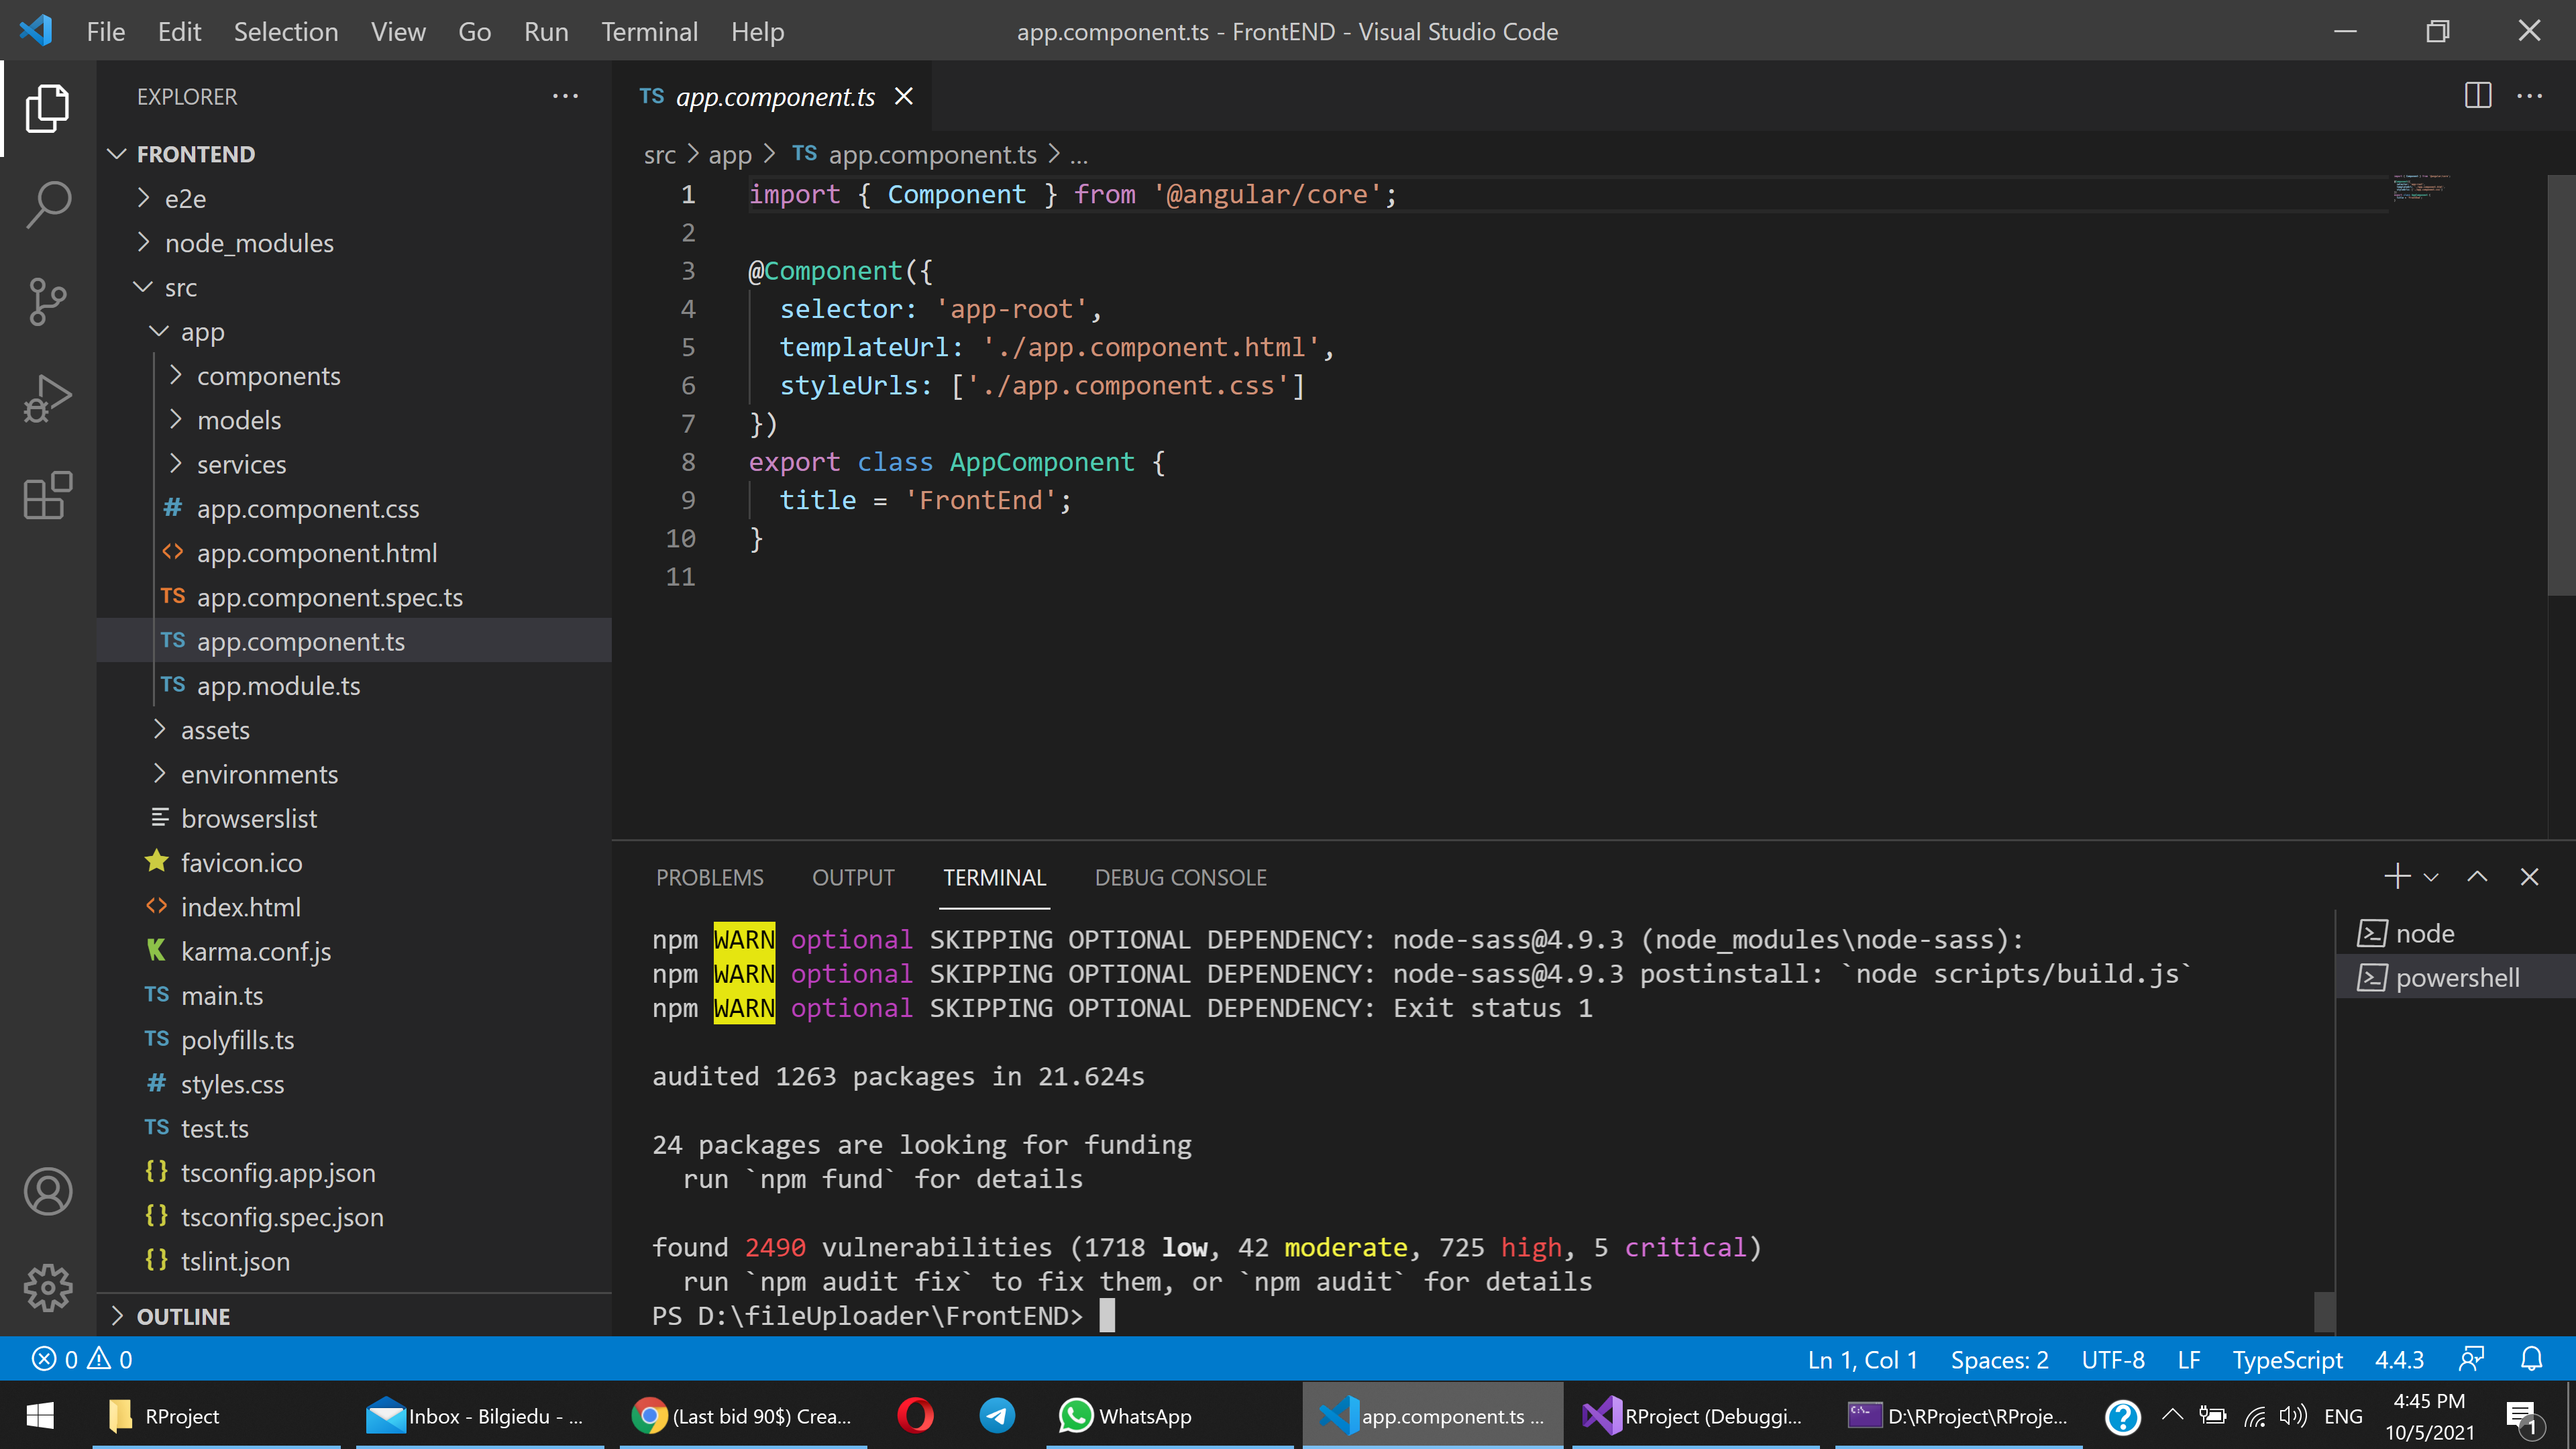 File Edit Selection View Go Run Terminal Help
app.component.ts - FrontEND - Visual Studio Code
EXPLORER
FRONTEND
e2e
node_modules
src
app
components
models
services
# app.component.css
<> app.component.html
TS app.component.spec.ts
TS app.component.ts
TS app.module.ts
assets
environments
browserslist
favicon.ico
<> index.html
K karma.conf.js
TS main.ts
TS polyfills.ts
# styles.css
TS test.ts
{} tsconfig.app.json
{} tsconfig.spec.json
{} tslint.json
OUTLINE
TS app.component.ts
src > app > TS app.component.ts > ...
1 import { Component } from '@angular/core';
2
3 @Component({
4 selector: 'app-root',
5 templateUrl: './app.component.html',
6 styleUrls: ['./app.component.css']
7 })
8 export class AppComponent {
9 title = 'FrontEnd';
10 }
11
PROBLEMS OUTPUT TERMINAL DEBUG CONSOLE
npm WARN optional SKIPPING OPTIONAL DEPENDENCY: node-sass@4.9.3 (node_modules\node-sass):
npm WARN optional SKIPPING OPTIONAL DEPENDENCY: node-sass@4.9.3 postinstall: `node scripts/build.js`
npm WARN optional SKIPPING OPTIONAL DEPENDENCY: Exit status 1
audited 1263 packages in 21.624s
24 packages are looking for funding
run `npm fund` for details
found 2490 vulnerabilities (1718 low, 42 moderate, 725 high, 5 critical)
run `npm audit fix` to fix them, or `npm audit` for details
PS D:\fileUploader\FrontEND>
node
powershell
0 0
Ln 1, Col 1 Spaces: 2 UTF-8 LF TypeScript 4.4.3
RProject
Inbox - Bilgiedu - ...
(Last bid 90$) Crea...
WhatsApp
app.component.ts ...
RProject (Debuggi...
D:\RProject\RProje...
ENG
4:45 PM
10/5/2021
1